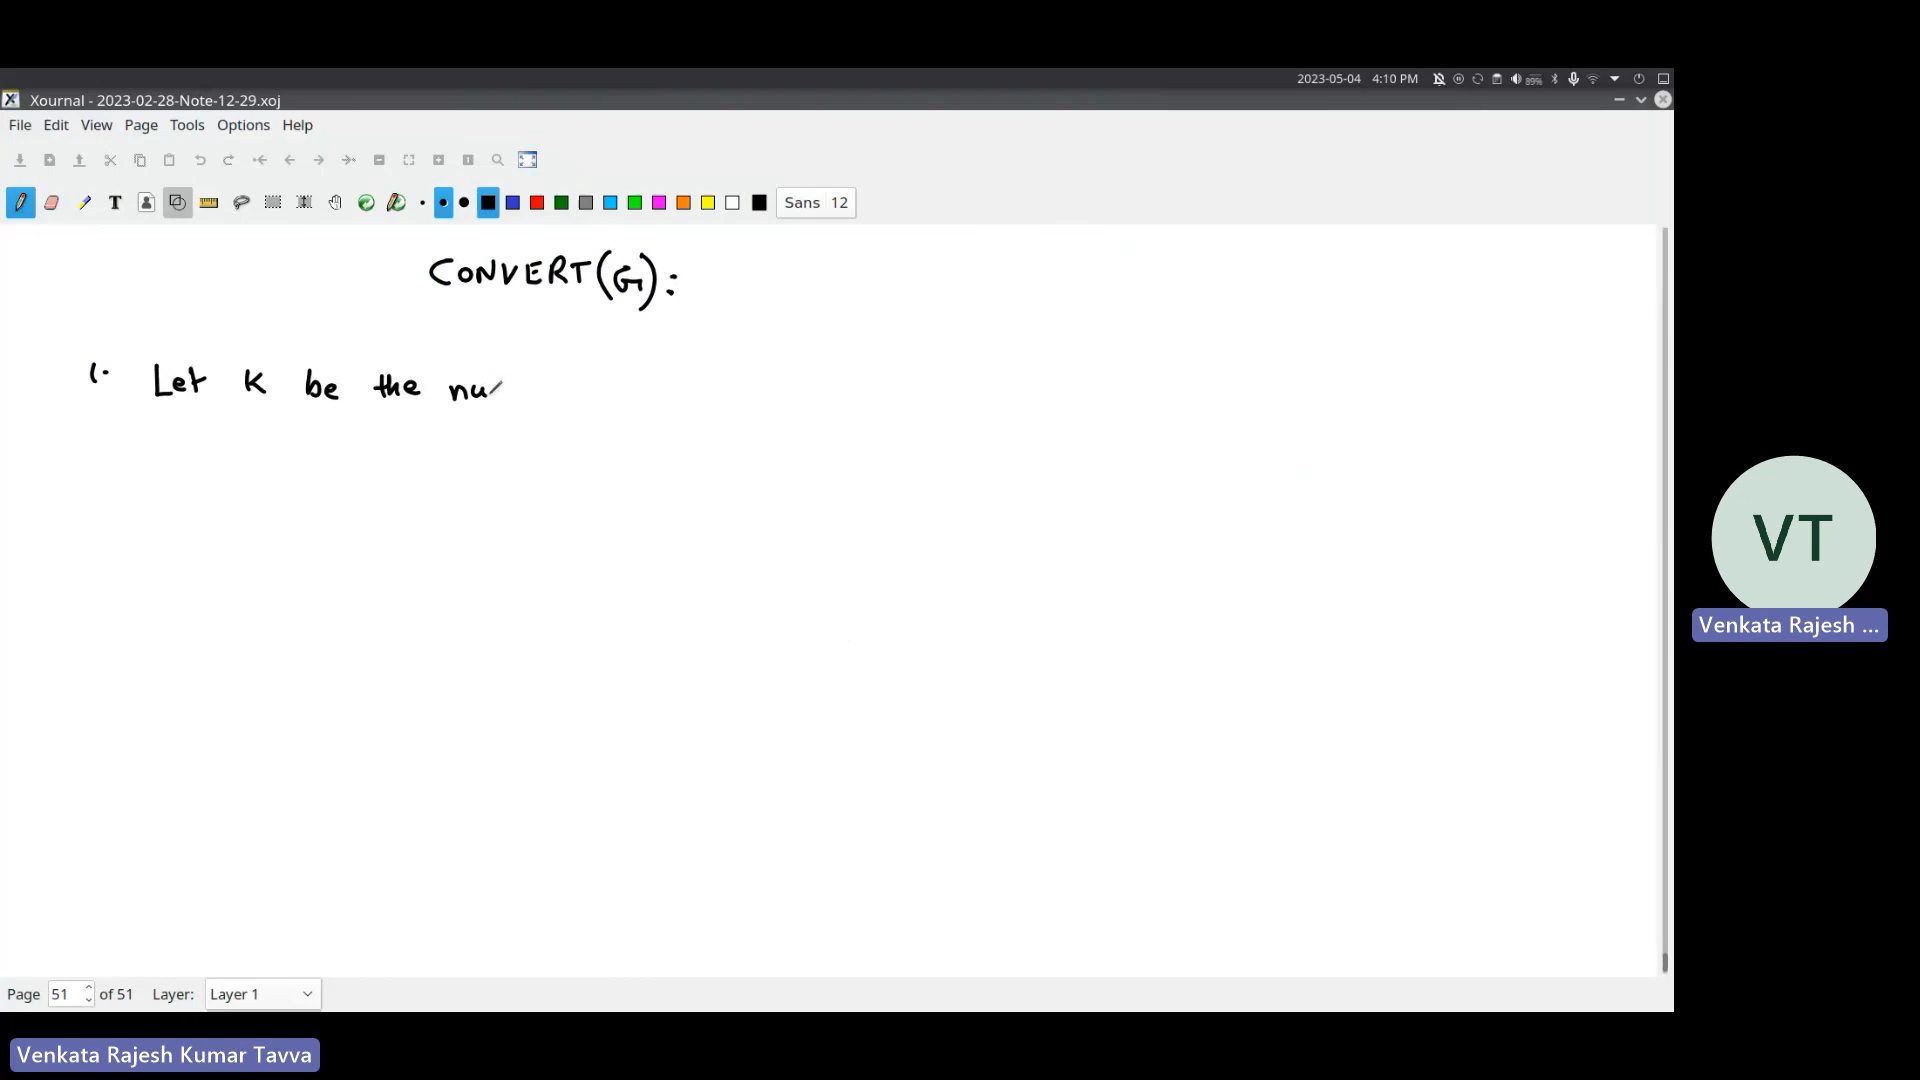 2023-05-04 4:10 PM 89%
Xournal - 2023-02-28-Note-12-29.xoj
File Edit View Page Tools Options Help
T Sans 12
CONVERT(G):
1. Let K be the nu
VT
Venkata Rajesh ...
Page 51 of 51 Layer: Layer 1
Venkata Rajesh Kumar Tavva